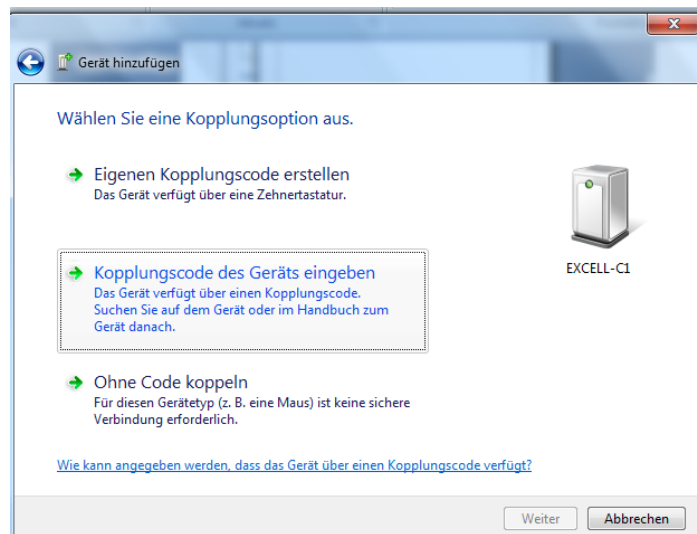 Gerät hinzufügen
Wählen Sie eine Kopplungsoption aus.
Eigenen Kopplungscode erstellen
Das Gerät verfügt über eine Zehnertastatur.
Kopplungscode des Geräts eingeben
Das Gerät verfügt über einen Kopplungscode.
Suchen Sie auf dem Gerät oder im Handbuch zum
Gerät danach.
EXCELL-C1
Ohne Code koppeln
Für diesen Gerätetyp (z. B. eine Maus) ist keine sichere
Verbindung erforderlich.
Wie kann angegeben werden, dass das Gerät über einen Kopplungscode verfügt?
Weiter
Abbrechen